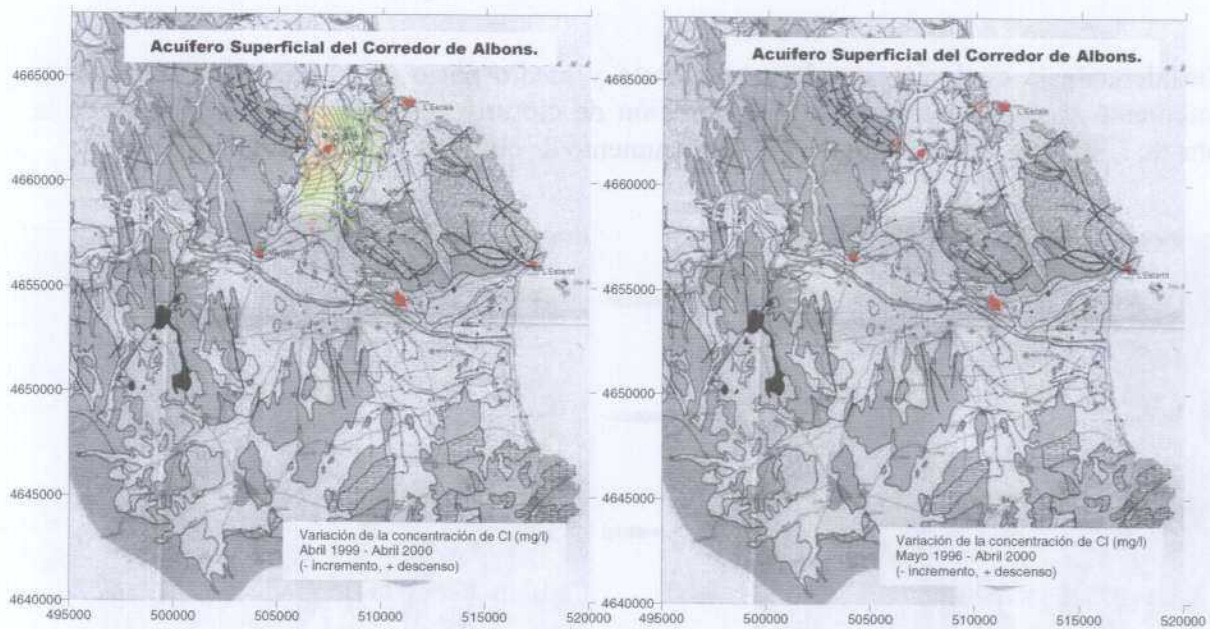 Acuífero Superficial del Corredor de Albons.
4665000
4660000
4655000
4650000
4645000
4640000
495000
500000
505000
510000
515000
520000
L'Escala
L'Estartit
Variación de la concentración de Cl (mg/l)
Abril 1999 - Abril 2000
(- incremento, + descenso)
Acuífero Superficial del Corredor de Albons.
4665000
4660000
4655000
4650000
4645000
4640000
495000
500000
505000
510000
515000
520000
L'Escala
L'Estartit
Variación de la concentración de Cl (mg/l)
Mayo 1996 - Abril 2000
(- incremento, + descenso)